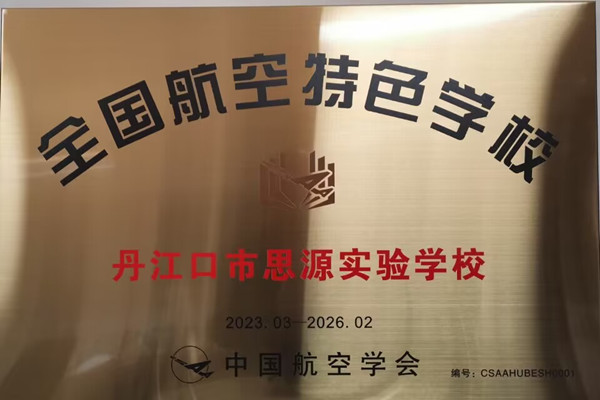 全国航空特色学校
丹江口市思源实验学校
2023.03—2026.02
中国航空学会
编号：CSAAHUBESH0001